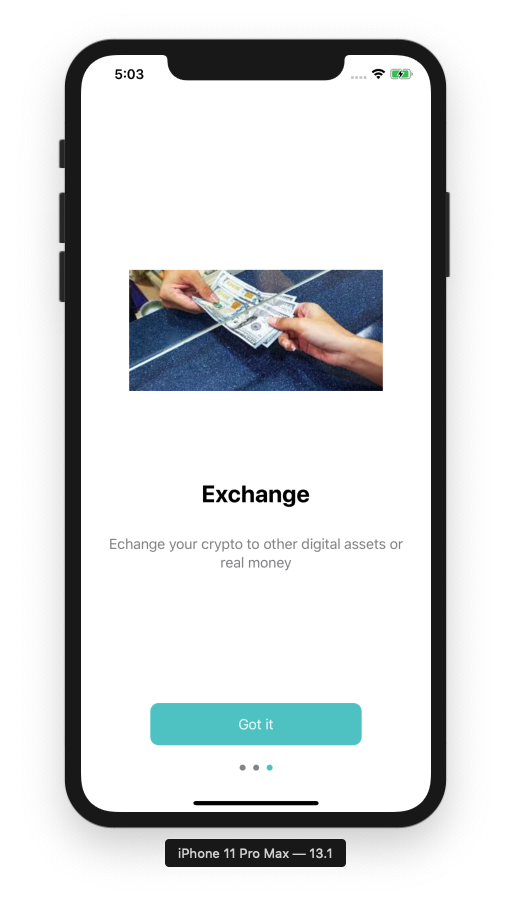 5:03
Exchange
Echange your crypto to other digital assets or
real money
Got it
iPhone 11 Pro Max — 13.1